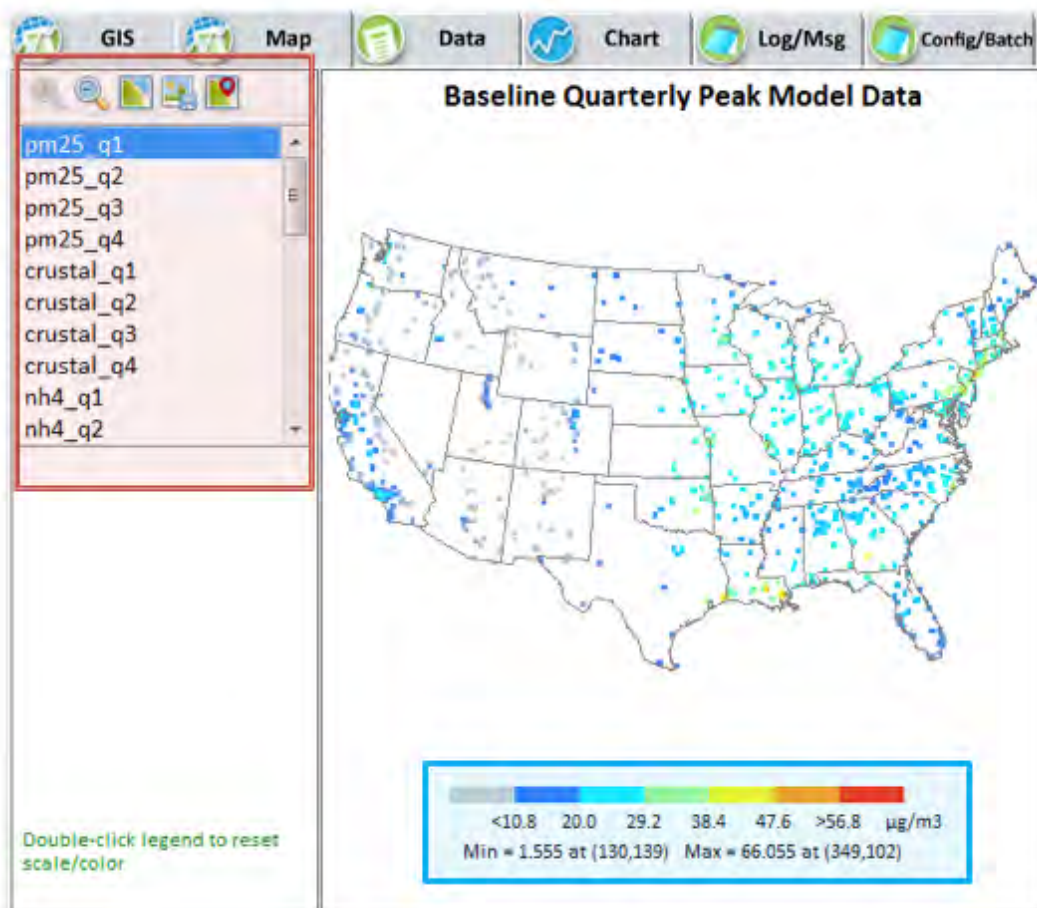 GIS Map Data Chart Log/Msg Config/Batch
Baseline Quarterly Peak Model Data
pm25_q1
pm25_q2
pm25_q3
pm25_q4
crustal_q1
crustal_q2
crustal_q3
crustal_q4
nh4_q1
nh4_q2
Double-click legend to reset
scale/color
<10.8 20.0 29.2 38.4 47.6 >56.8 µg/m3
Min = 1.555 at (130,139) Max = 66.055 at (349,102)